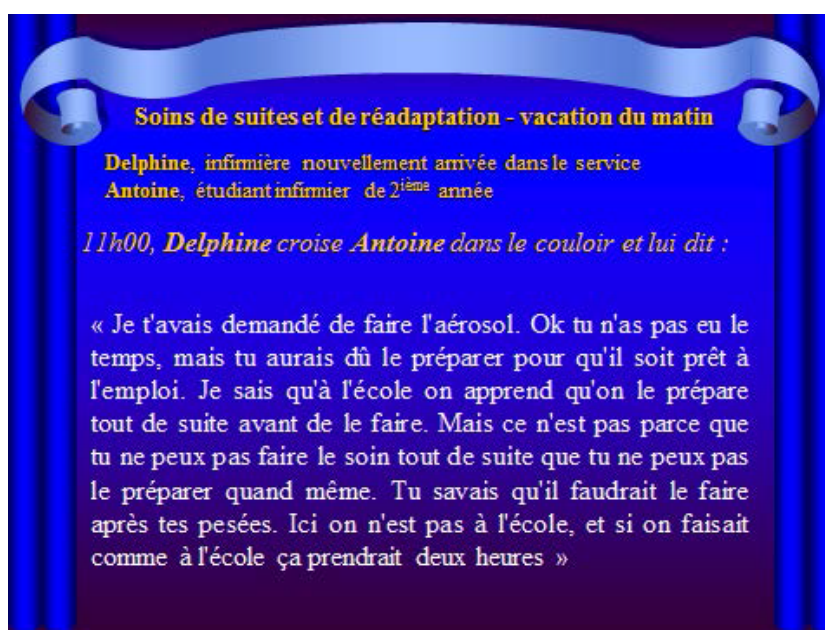 Soins de suites et de réadaptation - vacation du matin
Delphine, infirmière nouvellement arrivée dans le service
Antoine, étudiant infirmier de 2ième année
11h00, Delphine croise Antoine dans le couloir et lui dit :
« Je t'avais demandé de faire l'aérosol. Ok tu n'as pas eu le
temps, mais tu aurais dû le préparer pour qu'il soit prêt à
l'emploi. Je sais qu'à l'école on apprend qu'on le prépare
tout de suite avant de le faire. Mais ce n'est pas parce que
tu ne peux pas faire le soin tout de suite que tu ne peux pas
le préparer quand même. Tu savais qu'il faudrait le faire
après tes pesées. Ici on n'est pas à l'école, et si on faisait
comme à l'école ça prendrait deux heures »